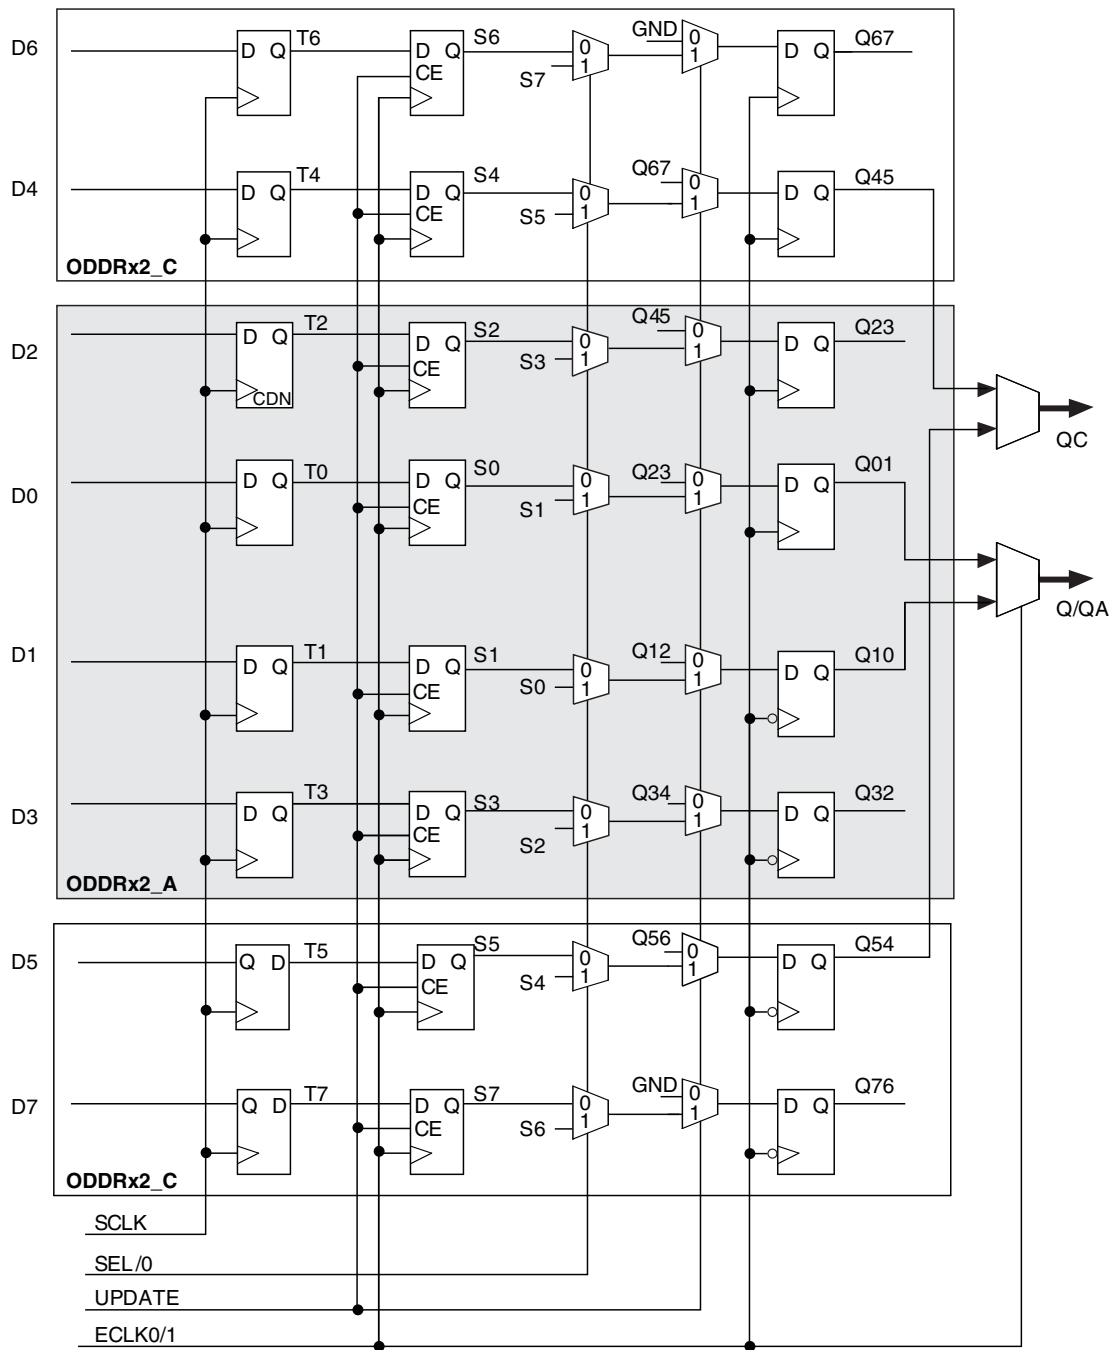 D6 D Q T6 D Q CE S6 S7 0 1 GND 0 1 D Q Q67
D4 D Q T4 D Q CE S4 S5 0 1 Q67 0 1 D Q Q45
ODDRx2_C
D2 D Q CDN T2 D Q CE S2 S3 0 1 Q45 0 1 D Q Q23
QC
D0 D Q T0 D Q CE S0 S1 0 1 Q23 0 1 D Q Q01
Q/QA
D1 D Q T1 D Q CE S1 S0 0 1 Q12 0 1 D Q Q10
D3 D Q T3 D Q CE S3 S2 0 1 Q34 0 1 D Q Q32
ODDRx2_A
D5 Q D T5 D Q CE S5 S4 0 1 Q56 0 1 D Q Q54
D7 Q D T7 D Q CE S7 S6 0 1 GND 0 1 D Q Q76
ODDRx2_C
SCLK
SEL/0
UPDATE
ECLK0/1